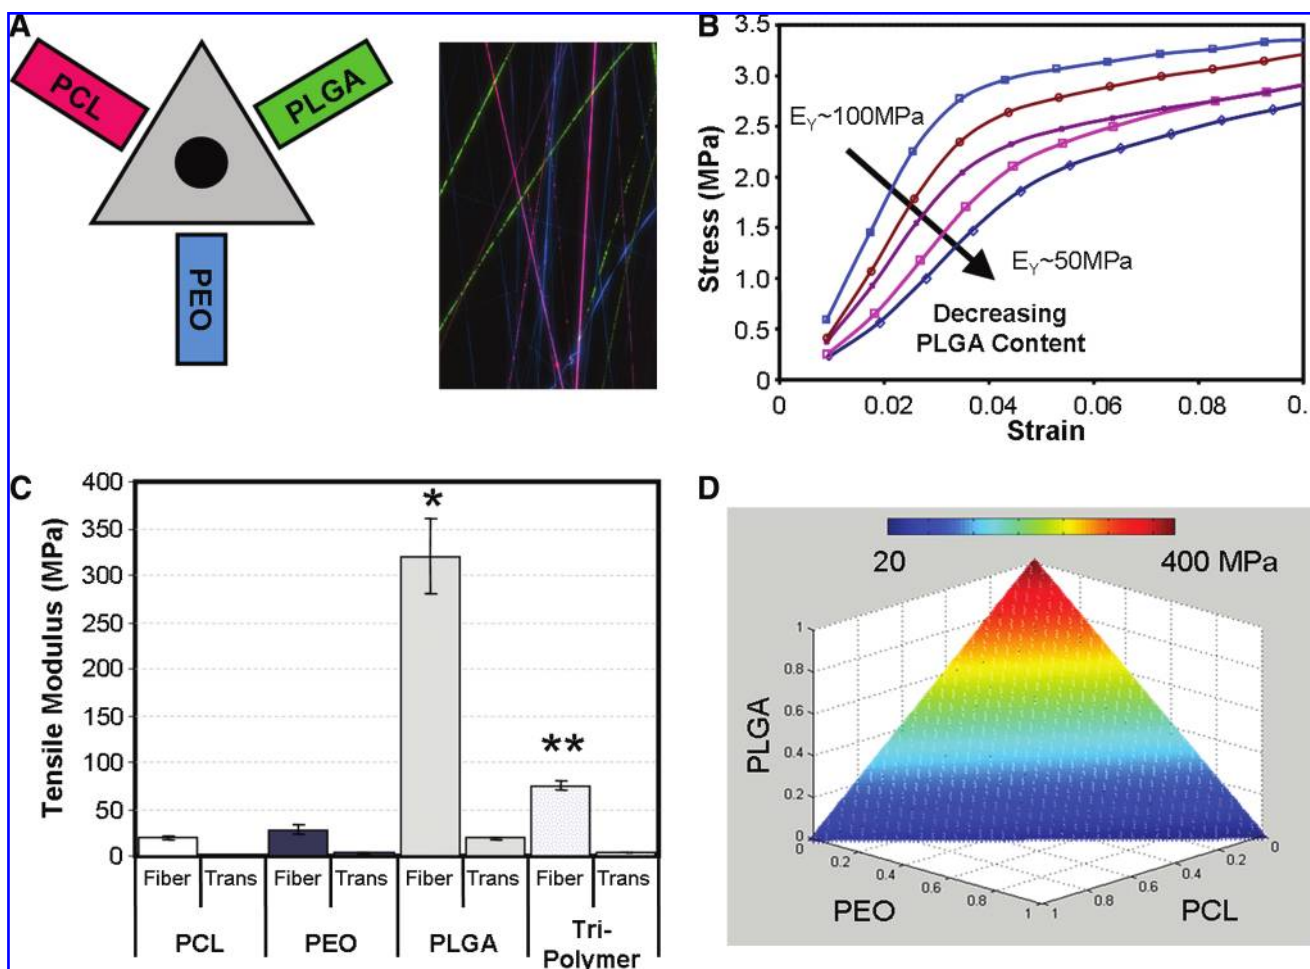 A
PCL
PLGA
PEO
B
Stress (MPa)
3.5
3.0
2.5
2.0
1.5
1.0
0.5
0
E_Y~100MPa
E_Y~50MPa
Decreasing
PLGA Content
0 0.02 0.04 0.06 0.08 0.
Strain
C
Tensile Modulus (MPa)
400
350
300
250
200
150
100
50
0
*
**
Fiber Trans Fiber Trans Fiber Trans Fiber Trans
PCL PEO PLGA Tri-
Polymer
D
20 400 MPa
PLGA
1
0.8
0.6
0.4
0.2
0
0 0.2 0.4 0.6 0.8 1
PEO
1 0.8 0.6 0.4 0.2 0
PCL